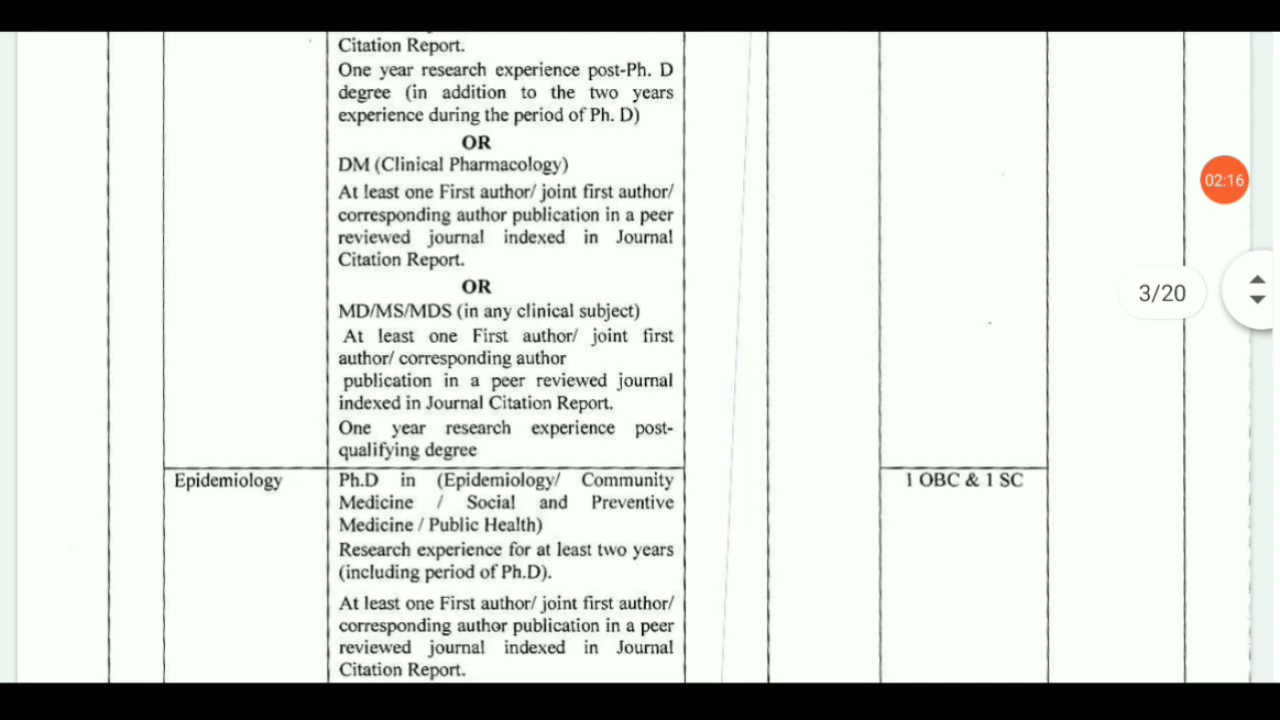 Citation Report.
One year research experience post-Ph. D
degree (in addition to the two years
experience during the period of Ph. D)
OR
DM (Clinical Pharmacology)
At least one First author/ joint first author/
corresponding author publication in a peer
reviewed journal indexed in Journal
Citation Report.
OR
MD/MS/MDS (in any clinical subject)
At least one First author/ joint first
author/ corresponding author
publication in a peer reviewed journal
indexed in Journal Citation Report.
One year research experience post-
qualifying degree
Epidemiology
Ph.D in (Epidemiology/ Community
Medicine / Social and Preventive
Medicine / Public Health)
Research experience for at least two years
(including period of Ph.D).
At least one First author/ joint first author/
corresponding author publication in a peer
reviewed journal indexed in Journal
Citation Report.
1 OBC & 1 SC
02:16
3/20